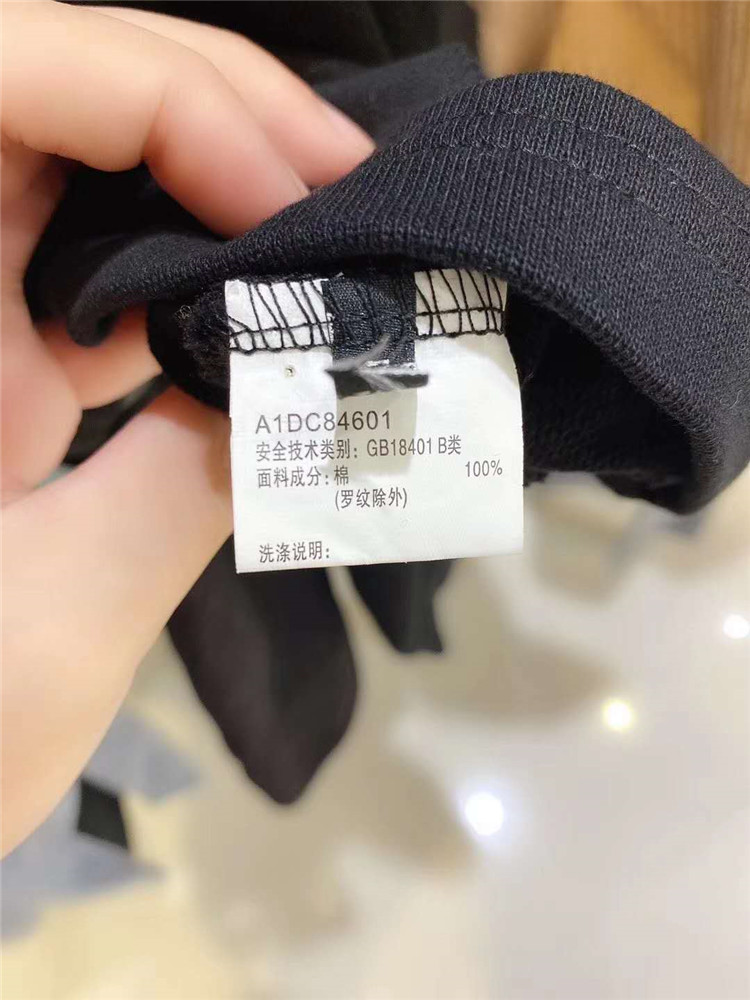 A1DC84601
安全技术类别: GB18401 B类
面料成分: 棉 100%
(罗纹除外)
洗涤说明: